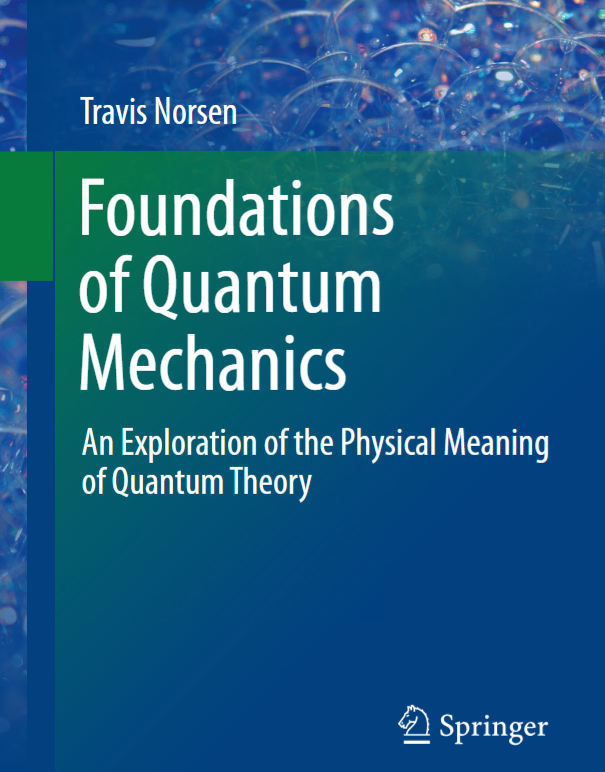 Travis Norsen
Foundations
of Quantum
Mechanics
An Exploration of the Physical Meaning
of Quantum Theory
Springer